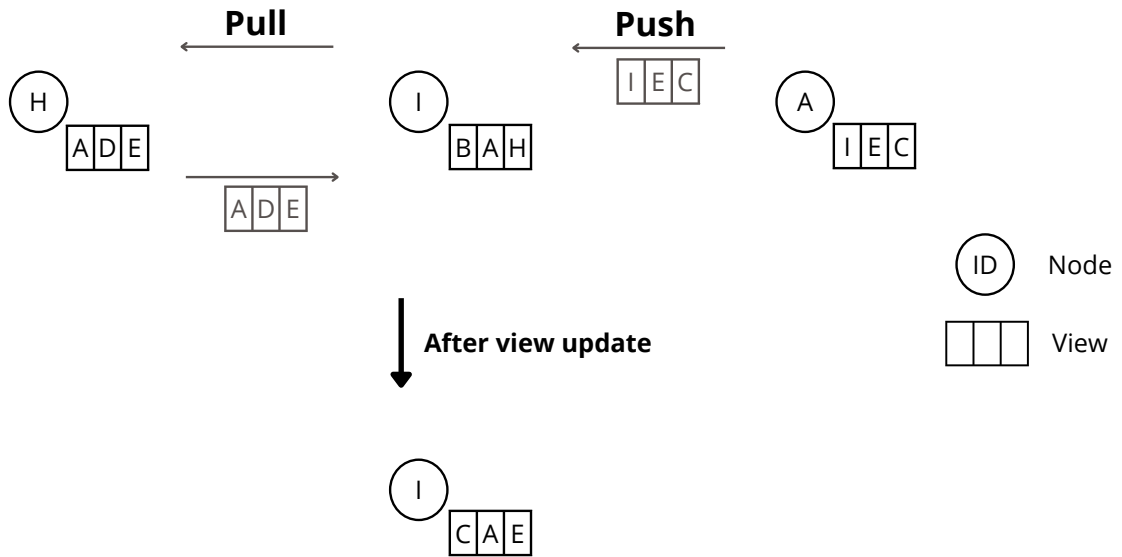 Pull
Push
I E C
H
A D E
I
B A H
A
I E C
A D E
ID Node
View
After view update
I
C A E